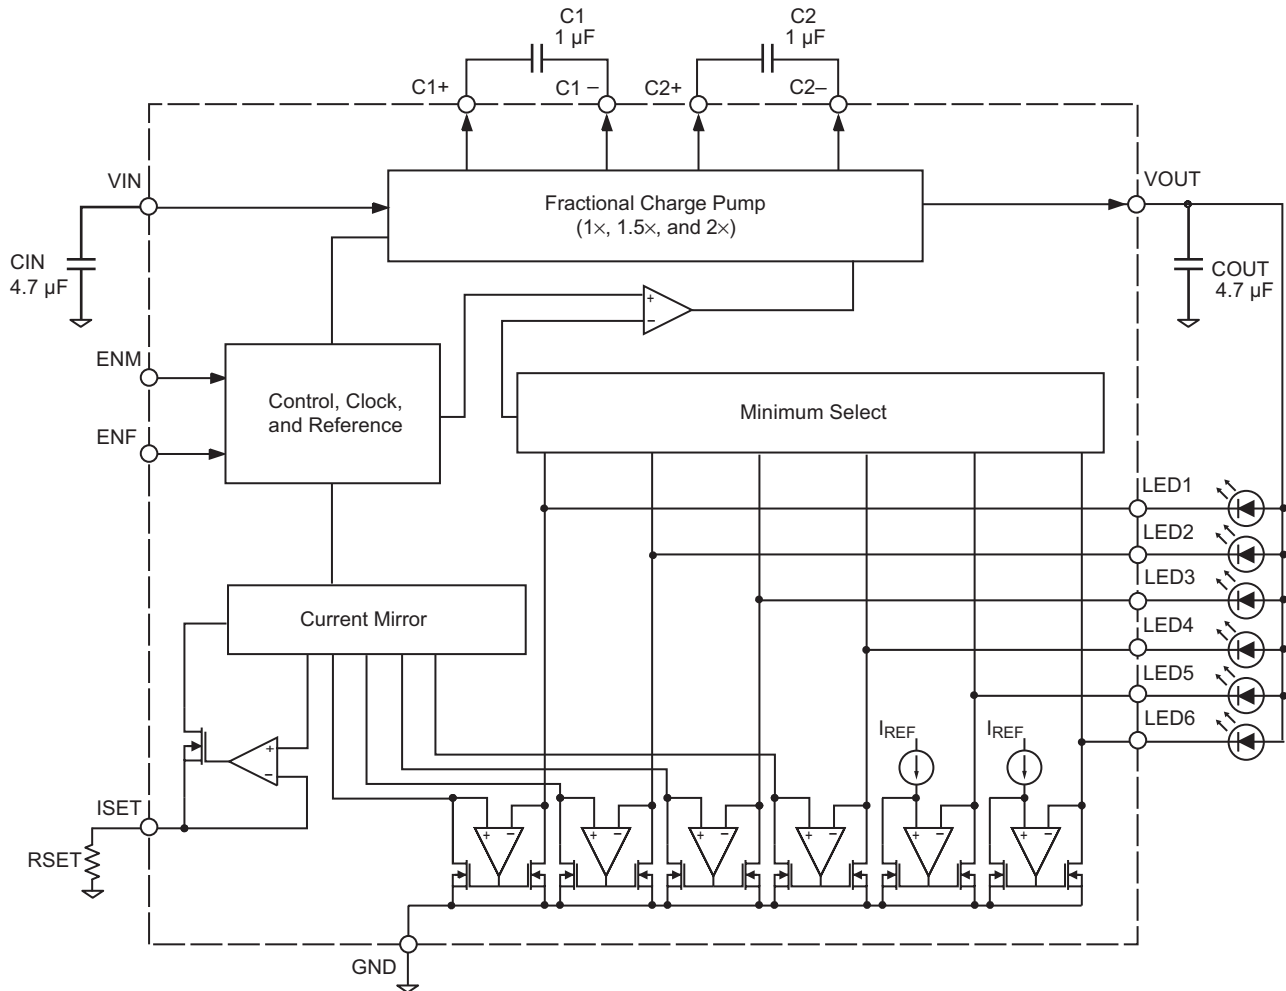 C1
1 µF
C2
1 µF
C1+
C1 –
C2+
C2–
VIN
Fractional Charge Pump
(1×, 1.5×, and 2×)
VOUT
CIN
4.7 µF
COUT
4.7 µF
+
–
ENM
Control, Clock,
and Reference
Minimum Select
ENF
LED1
LED2
LED3
Current Mirror
LED4
LED5
LED6
IREF
IREF
+
–
ISET
RSET
+ –
+ –
+ –
+ –
+ –
+ –
GND